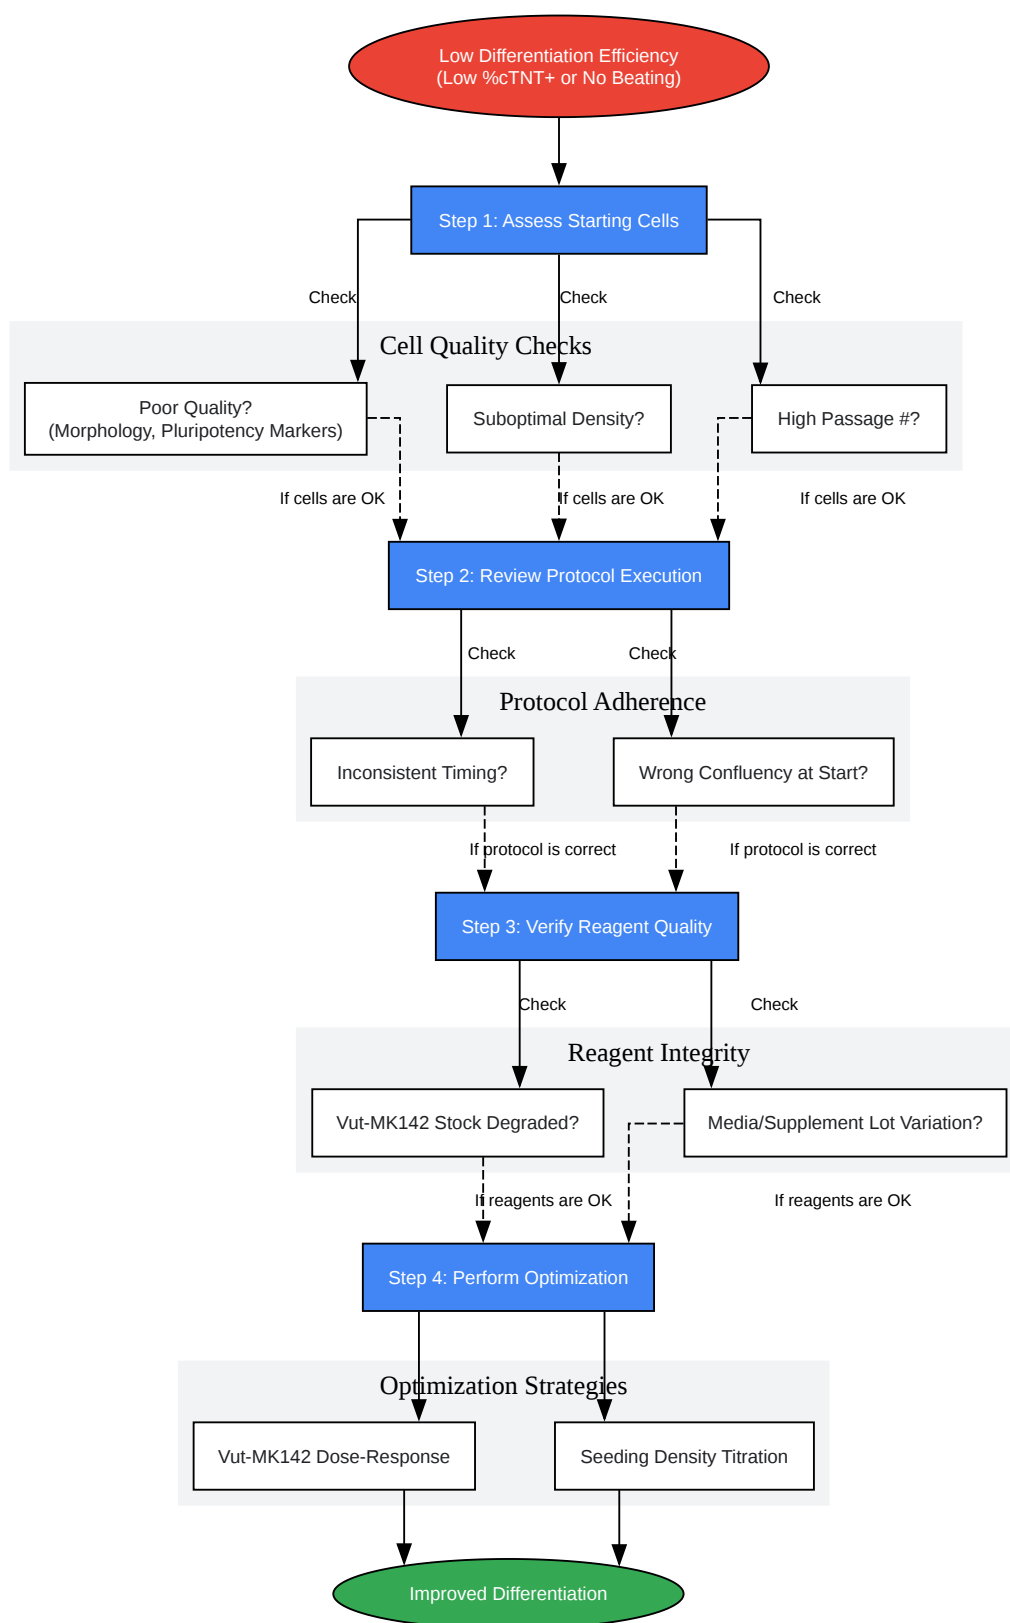 Low Differentiation Efficiency
(Low %cTNT+ or No Beating)
Step 1: Assess Starting Cells
Check
Check
Check
Cell Quality Checks
Poor Quality?
(Morphology, Pluripotency Markers)
Suboptimal Density?
High Passage #?
If cells are OK
If cells are OK
If cells are OK
Step 2: Review Protocol Execution
Check
Check
Protocol Adherence
Inconsistent Timing?
Wrong Confluency at Start?
If protocol is correct
If protocol is correct
Step 3: Verify Reagent Quality
Check
Check
Reagent Integrity
Vut-MK142 Stock Degraded?
Media/Supplement Lot Variation?
If reagents are OK
If reagents are OK
Step 4: Perform Optimization
Optimization Strategies
Vut-MK142 Dose-Response
Seeding Density Titration
Improved Differentiation